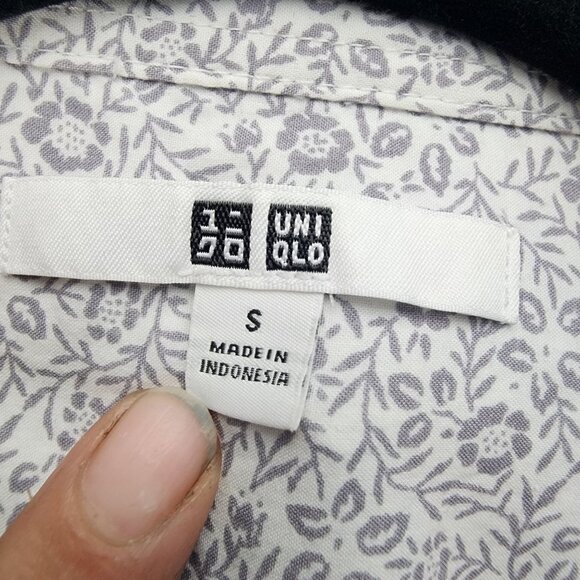 ユニ UNI
クロ QLO
S
MADE IN
INDONESIA